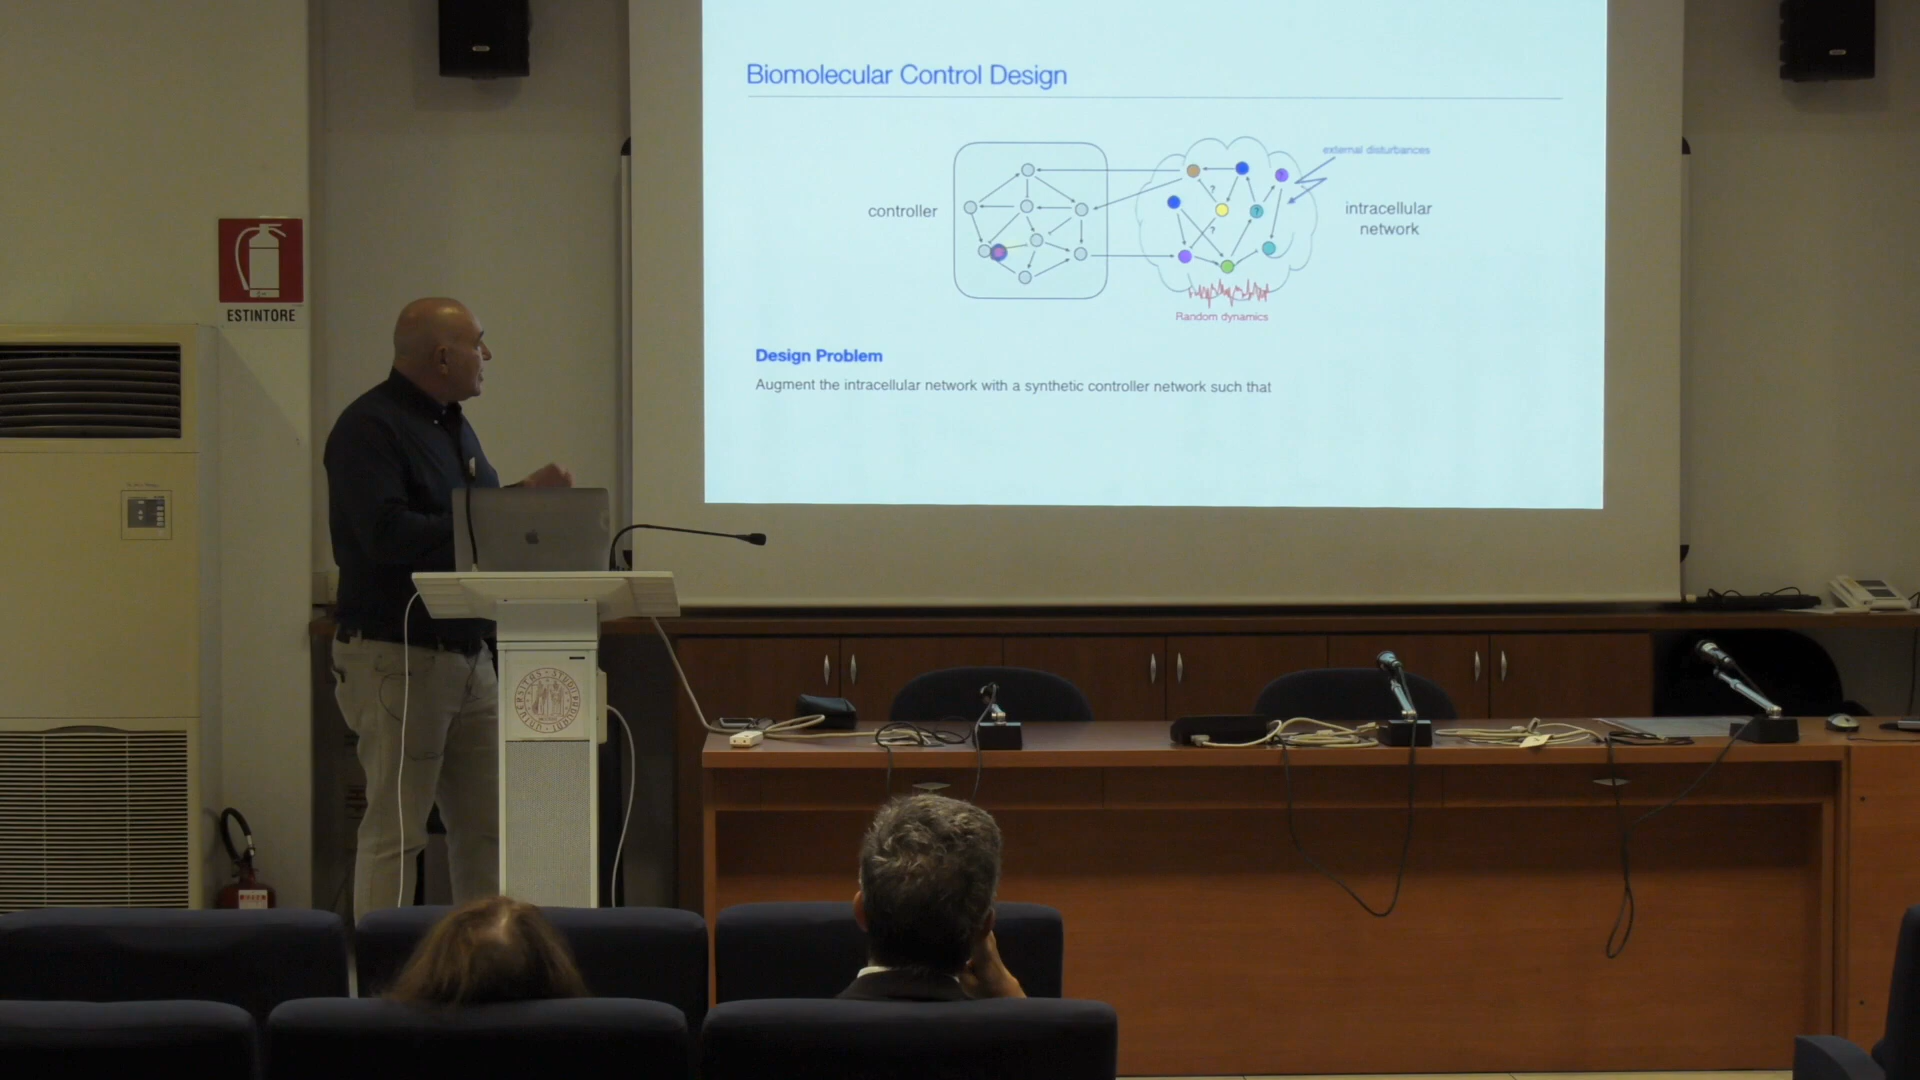 Biomolecular Control Design
external disturbances
controller
intracellular
network
?
?
?
?
Random dynamics
Design Problem
Augment the intracellular network with a synthetic controller network such that
ESTINTORE